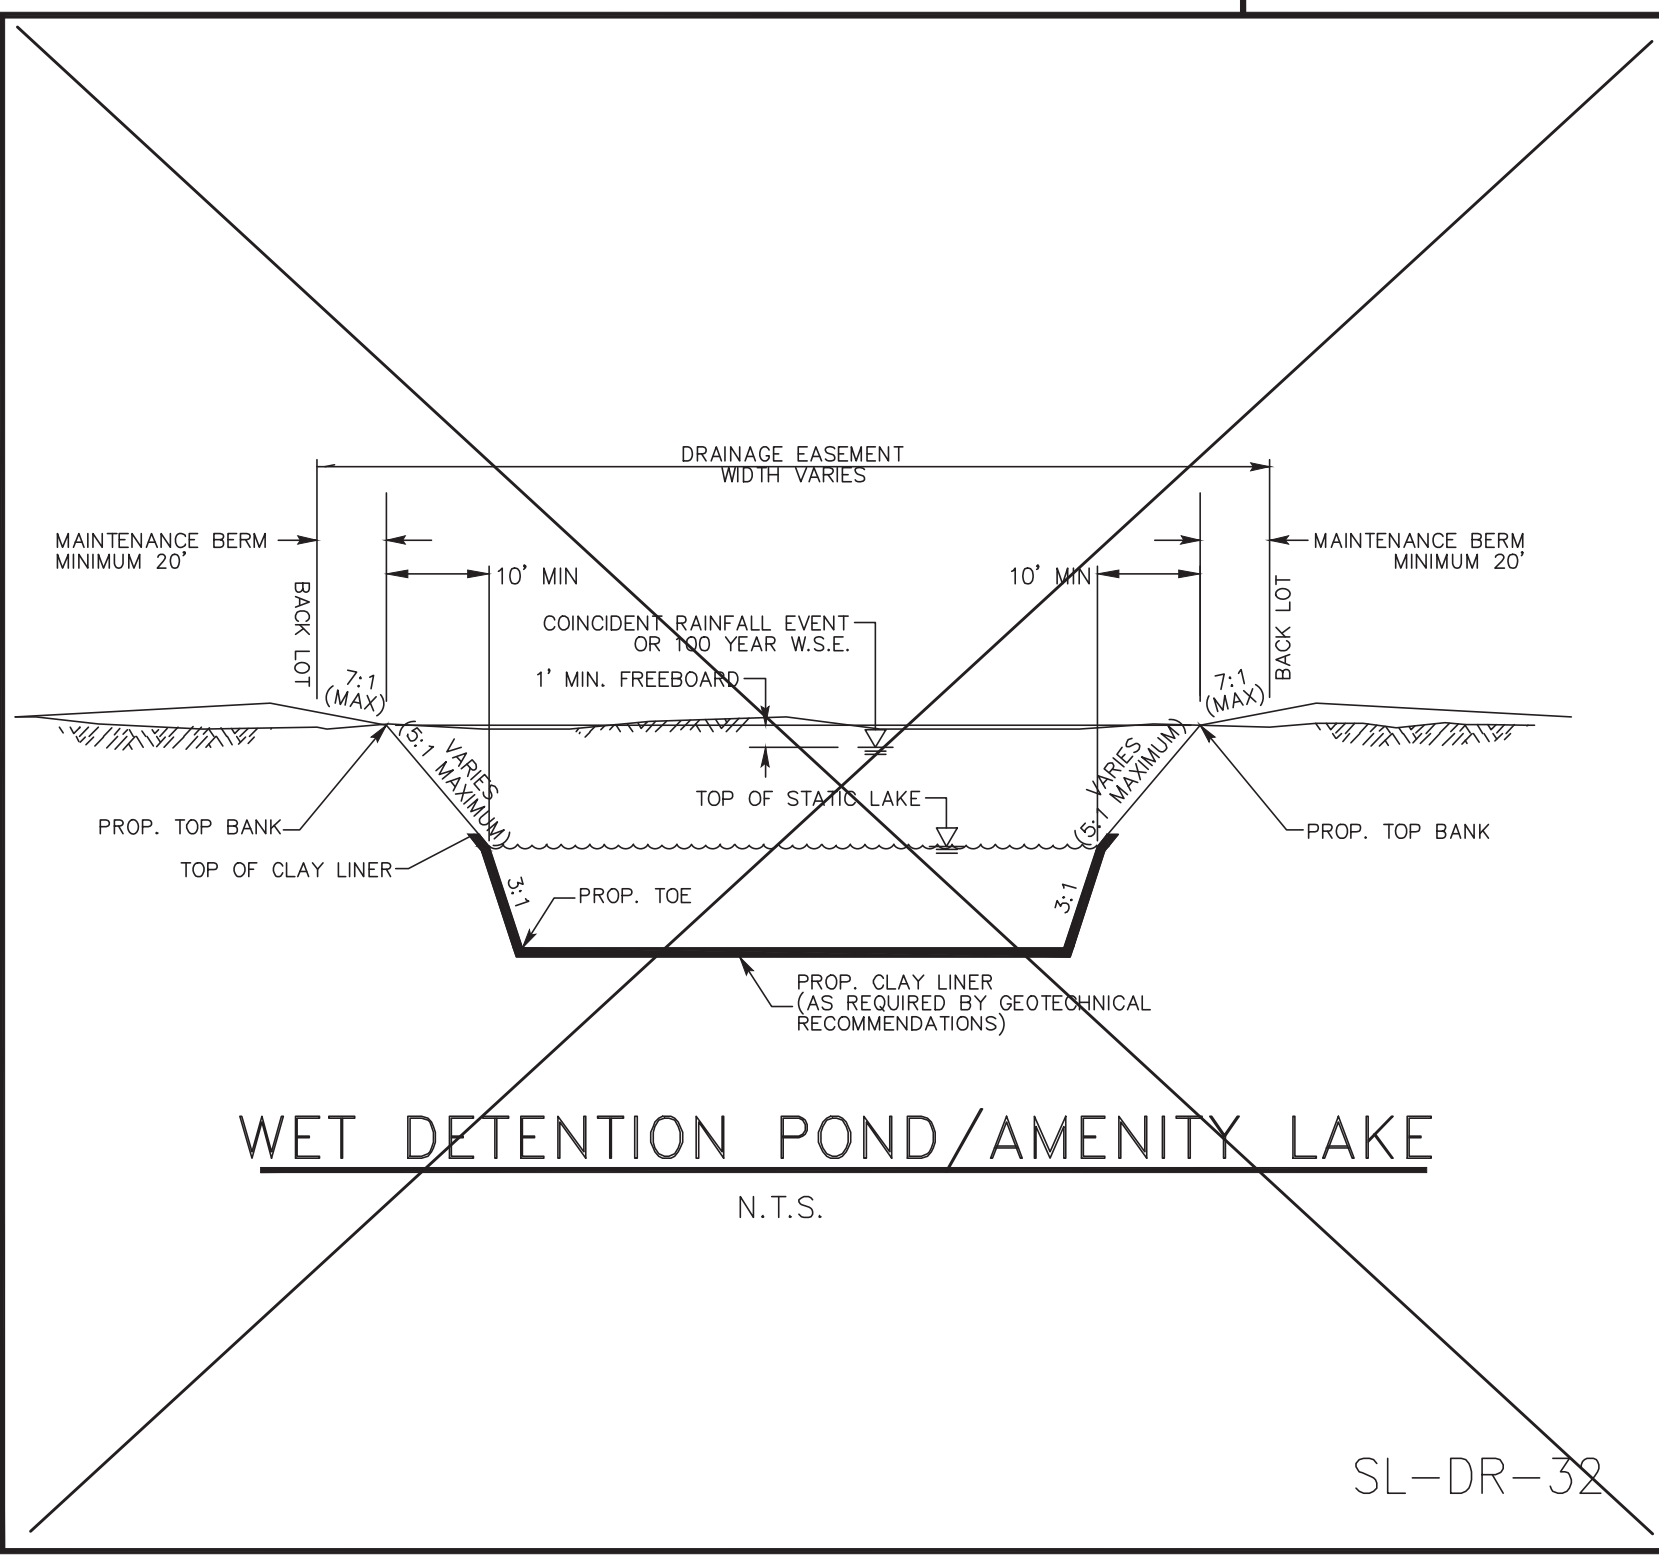 DRAINAGE EASEMENT
WIDTH VARIES
MAINTENANCE BERM
MINIMUM 20'
MAINTENANCE BERM
MINIMUM 20'
10' MIN
10' MIN
BACK LOT
BACK LOT
COINCIDENT RAINFALL EVENT
OR 100 YEAR W.S.E.
1' MIN. FREEBOARD
7:1
(MAX)
7:1
(MAX)
VARIES
(5:1 MAXIMUM)
VARIES
(5:1 MAXIMUM)
TOP OF STATIC LAKE
PROP. TOP BANK
PROP. TOP BANK
TOP OF CLAY LINER
3:1
3:1
PROP. TOE
PROP. CLAY LINER
(AS REQUIRED BY GEOTECHNICAL
RECOMMENDATIONS)
WET DETENTION POND/AMENITY LAKE
N.T.S.
SL-DR-32